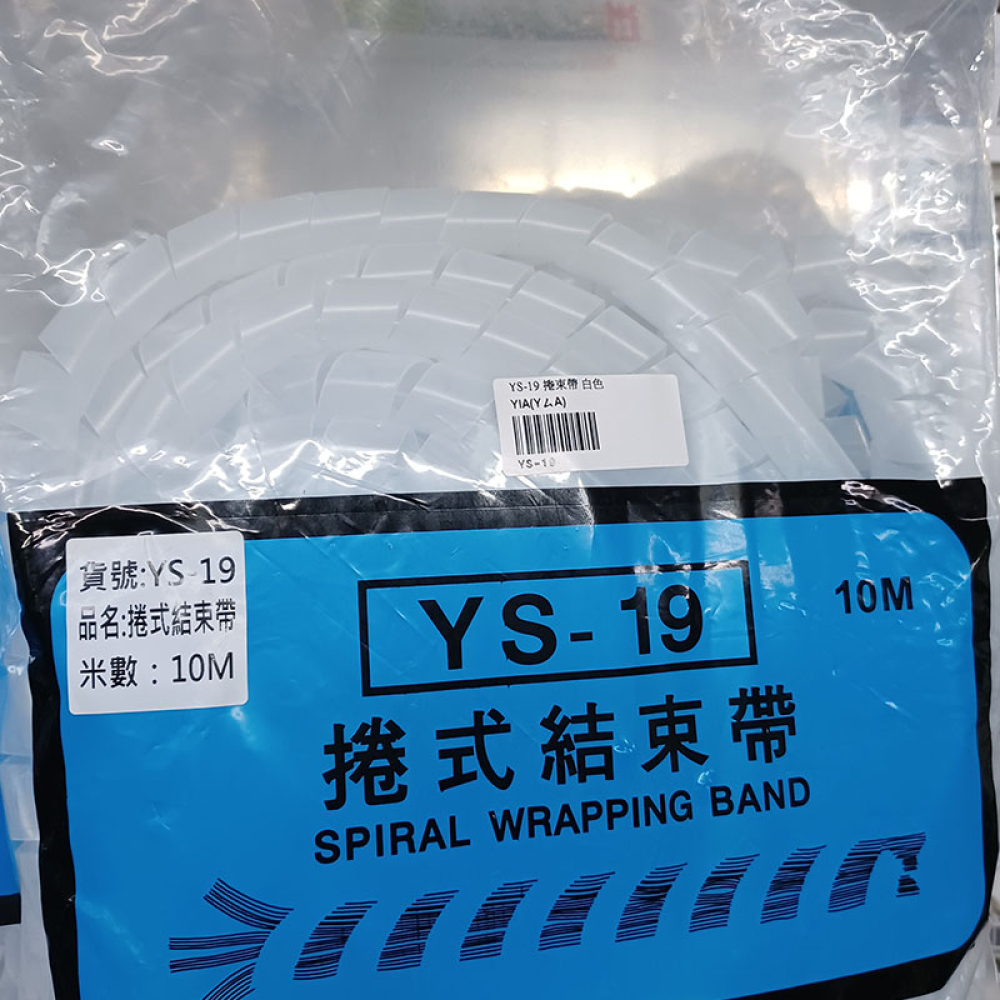 YS-19 捲束帶 白色
YIA(YㄙA)
YS-19
貨號:YS-19
品名:捲式結束帶
米數:10M
YS-19
10M
捲式結束帶
SPIRAL WRAPPING BAND